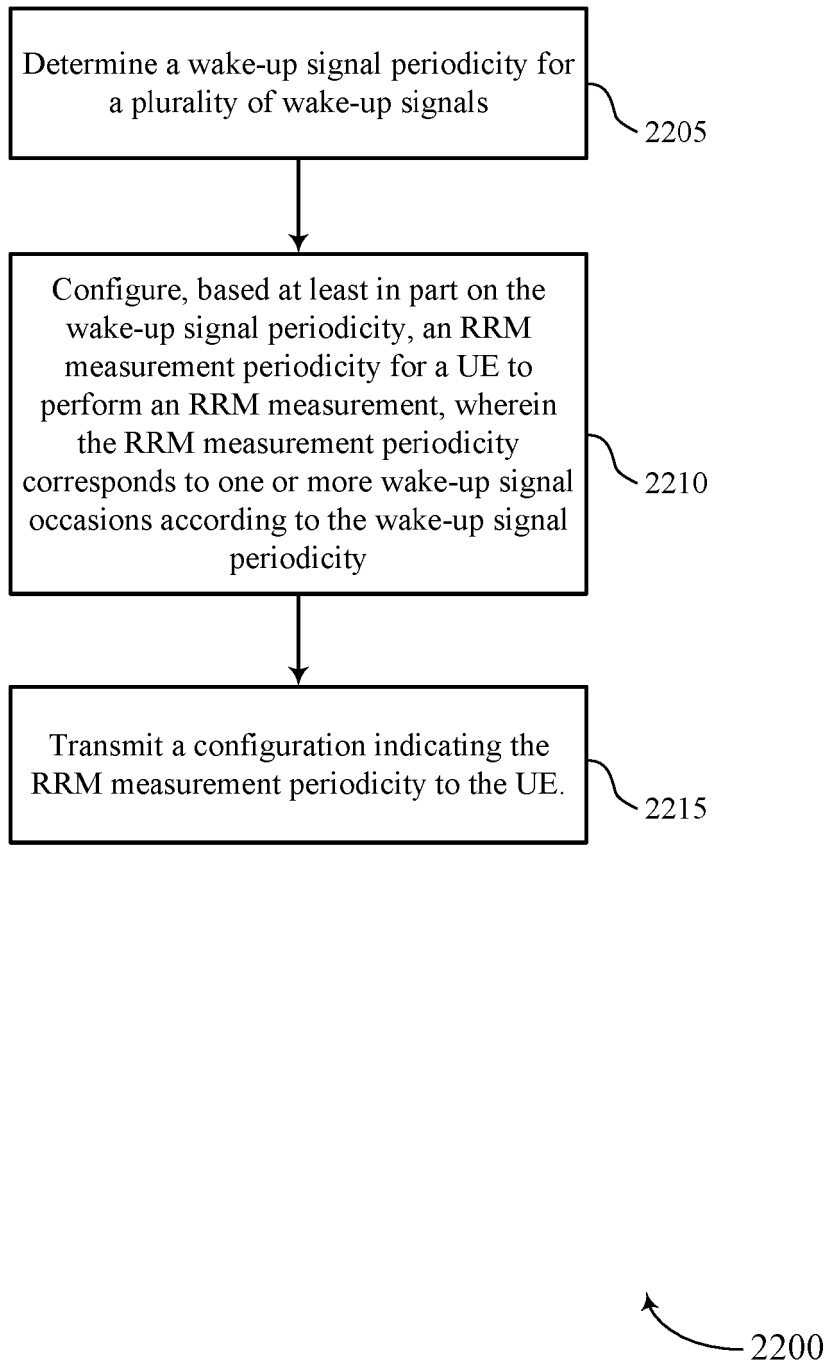 Determine a wake-up signal periodicity for
a plurality of wake-up signals
2205
Configure, based at least in part on the
wake-up signal periodicity, an RRM
measurement periodicity for a UE to
perform an RRM measurement, wherein
the RRM measurement periodicity
corresponds to one or more wake-up signal
occasions according to the wake-up signal
periodicity
2210
Transmit a configuration indicating the
RRM measurement periodicity to the UE.
2215
2200